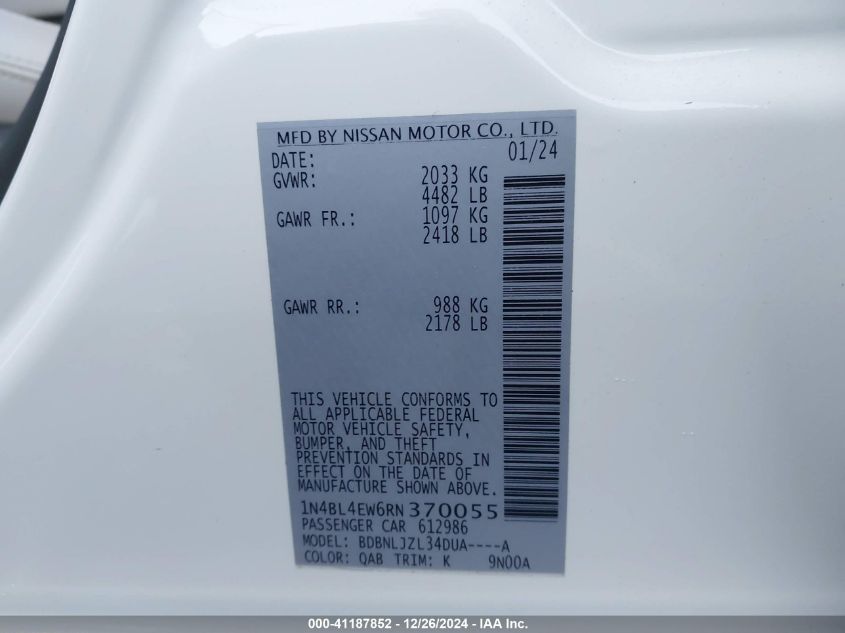 MFD BY NISSAN MOTOR CO., LTD.
DATE: 01/24
GVWR: 2033 KG
4482 LB
GAWR FR.: 1097 KG
2418 LB
GAWR RR.: 988 KG
2178 LB
THIS VEHICLE CONFORMS TO
ALL APPLICABLE FEDERAL
MOTOR VEHICLE SAFETY,
BUMPER, AND THEFT
PREVENTION STANDARDS IN
EFFECT ON THE DATE OF
MANUFACTURE SHOWN ABOVE.
1N4BL4EW6RN370055
PASSENGER CAR 612986
MODEL: BDBNLJZL34DUA----A
COLOR: QAB TRIM: K 9N00A
000-41187852 - 12/26/2024 - IAA Inc.